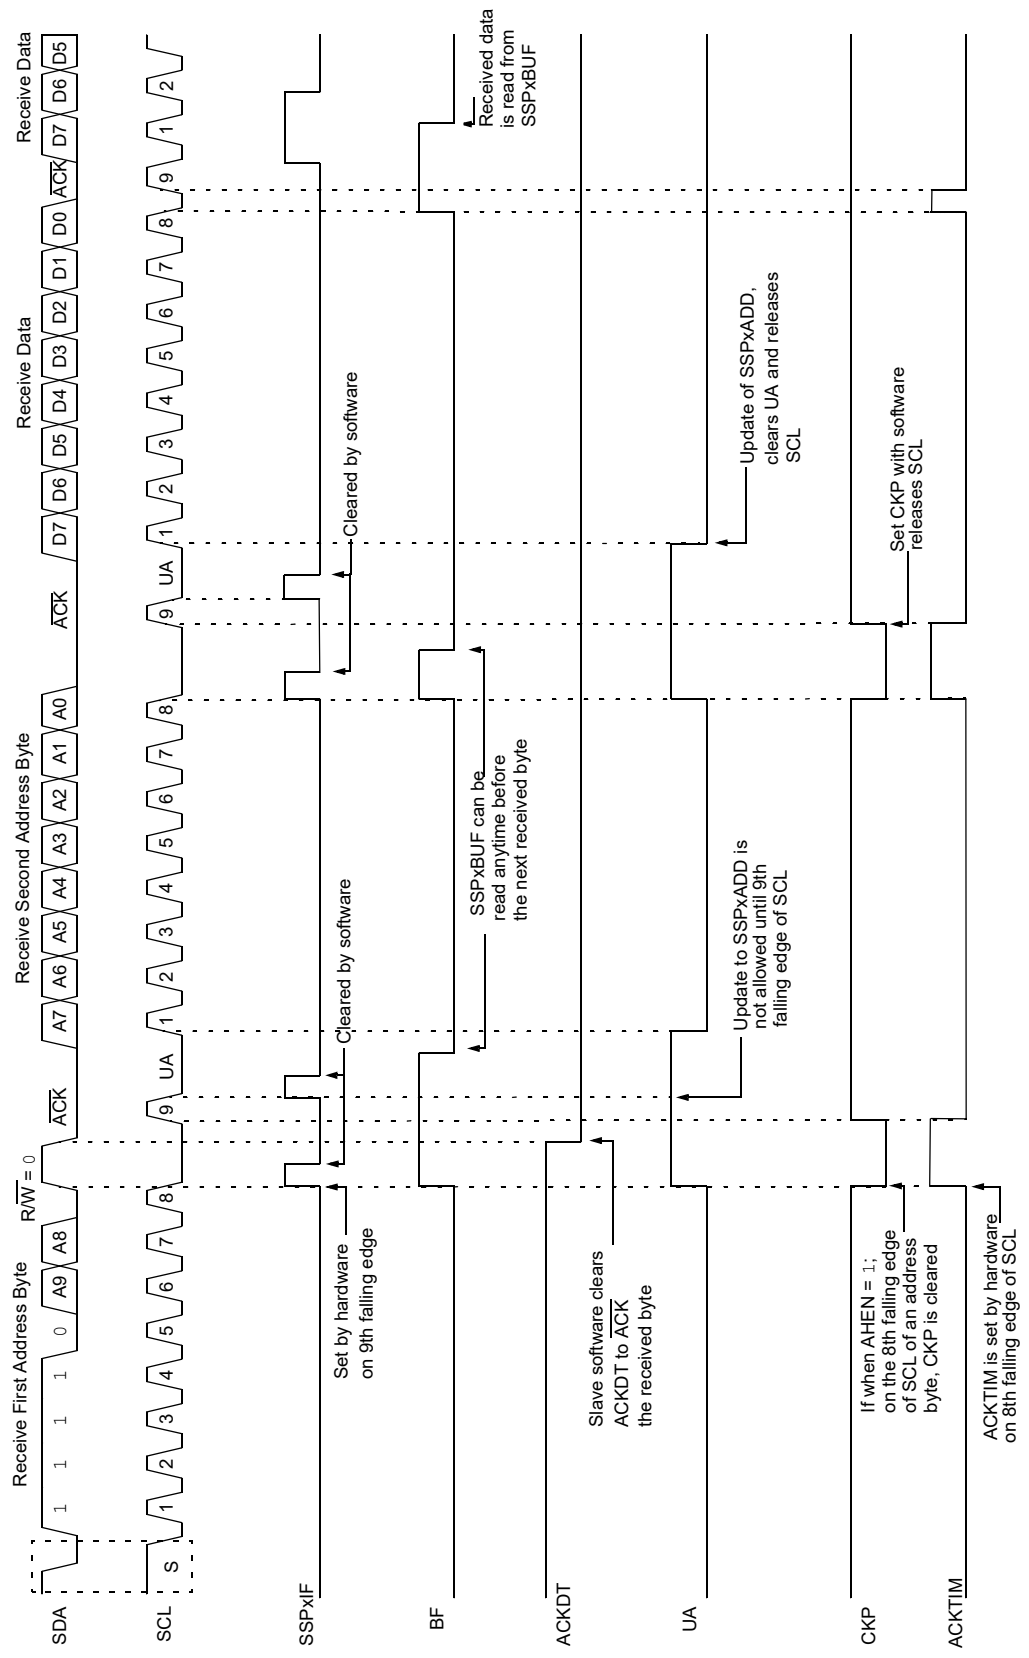 Receive First Address Byte
R/W = 0
Receive Second Address Byte
Receive Data
Receive Data
SDA
1 1 1 1 0 A9 A8
ACK
A7 A6 A5 A4 A3 A2 A1 A0
ACK
D7 D6 D5 D4 D3 D2 D1 D0
ACK
D7 D6 D5
SCL
S
1 2 3 4 5 6 7 8 9 UA 1 2 3 4 5 6 7 8 9 UA 1 2 3 4 5 6 7 8 9 1 2
SSPxIF
Set by hardware
on 9th falling edge
Cleared by software
Cleared by software
BF
SSPxBUF can be
read anytime before
the next received byte
Received data
is read from
SSPxBUF
ACKDT
Slave software clears
ACKDT to ACK
the received byte
UA
Update to SSPxADD is
not allowed until 9th
falling edge of SCL
Update of SSPxADD,
clears UA and releases
SCL
CKP
If when AHEN = 1;
on the 8th falling edge
of SCL of an address
byte, CKP is cleared
Set CKP with software
releases SCL
ACKTIM
ACKTIM is set by hardware
on 8th falling edge of SCL